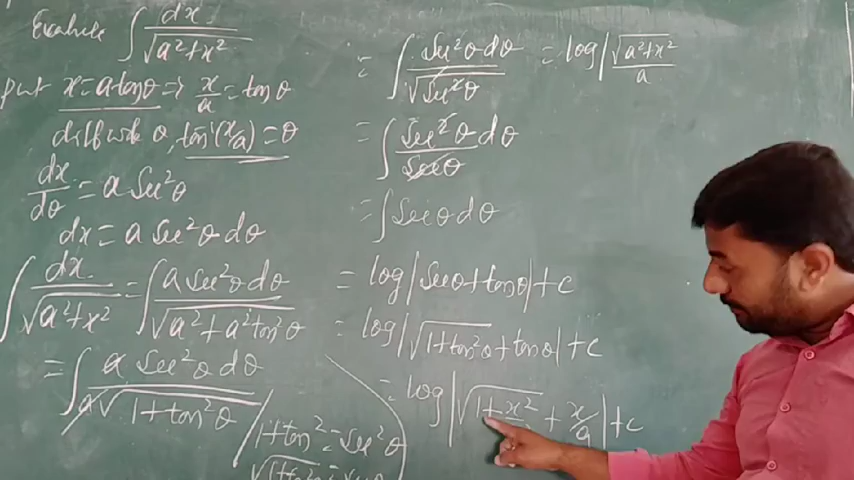 Evaluate ∫ dx / √(a²+x²)
put x = a tanθ ⇒ x/a = tanθ
diff w.r.to θ, tan⁻¹(x/a) = θ
dx/dθ = a sec²θ
dx = a sec²θ dθ
∫ dx / √(a²+x²) = ∫ a sec²θ dθ / √(a²+a²tan²θ)
= ∫ a sec²θ dθ / a√(1+tan²θ)
1+tan² = sec²θ
= ∫ sec²θ dθ / √(sec²θ)
= ∫ sec²θ dθ / secθ
= ∫ secθ dθ
= log|secθ+tanθ|+c
= log|√(1+tan²θ)+tanθ|+c
= log|√(1+x²) + x/a|+c
= log|√(a²+x²) / a